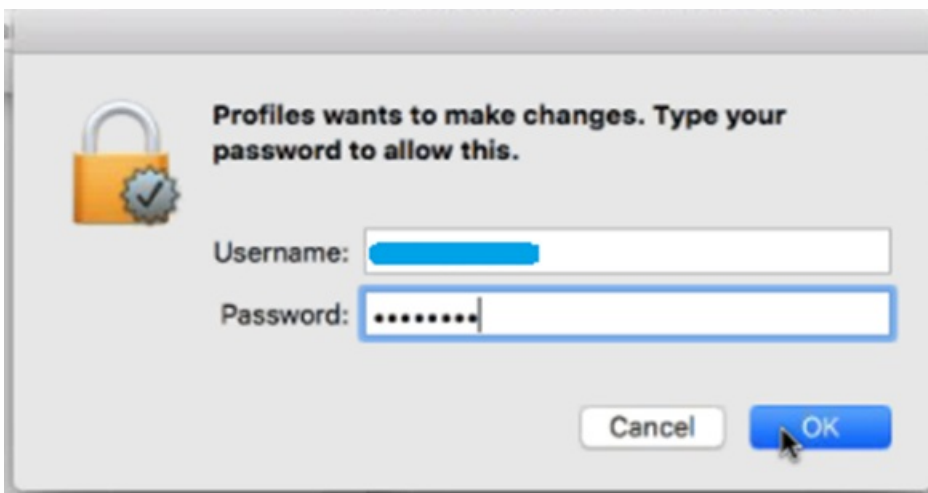 Profiles wants to make changes. Type your
password to allow this.
Username:
Password: ••••••••
Cancel
OK